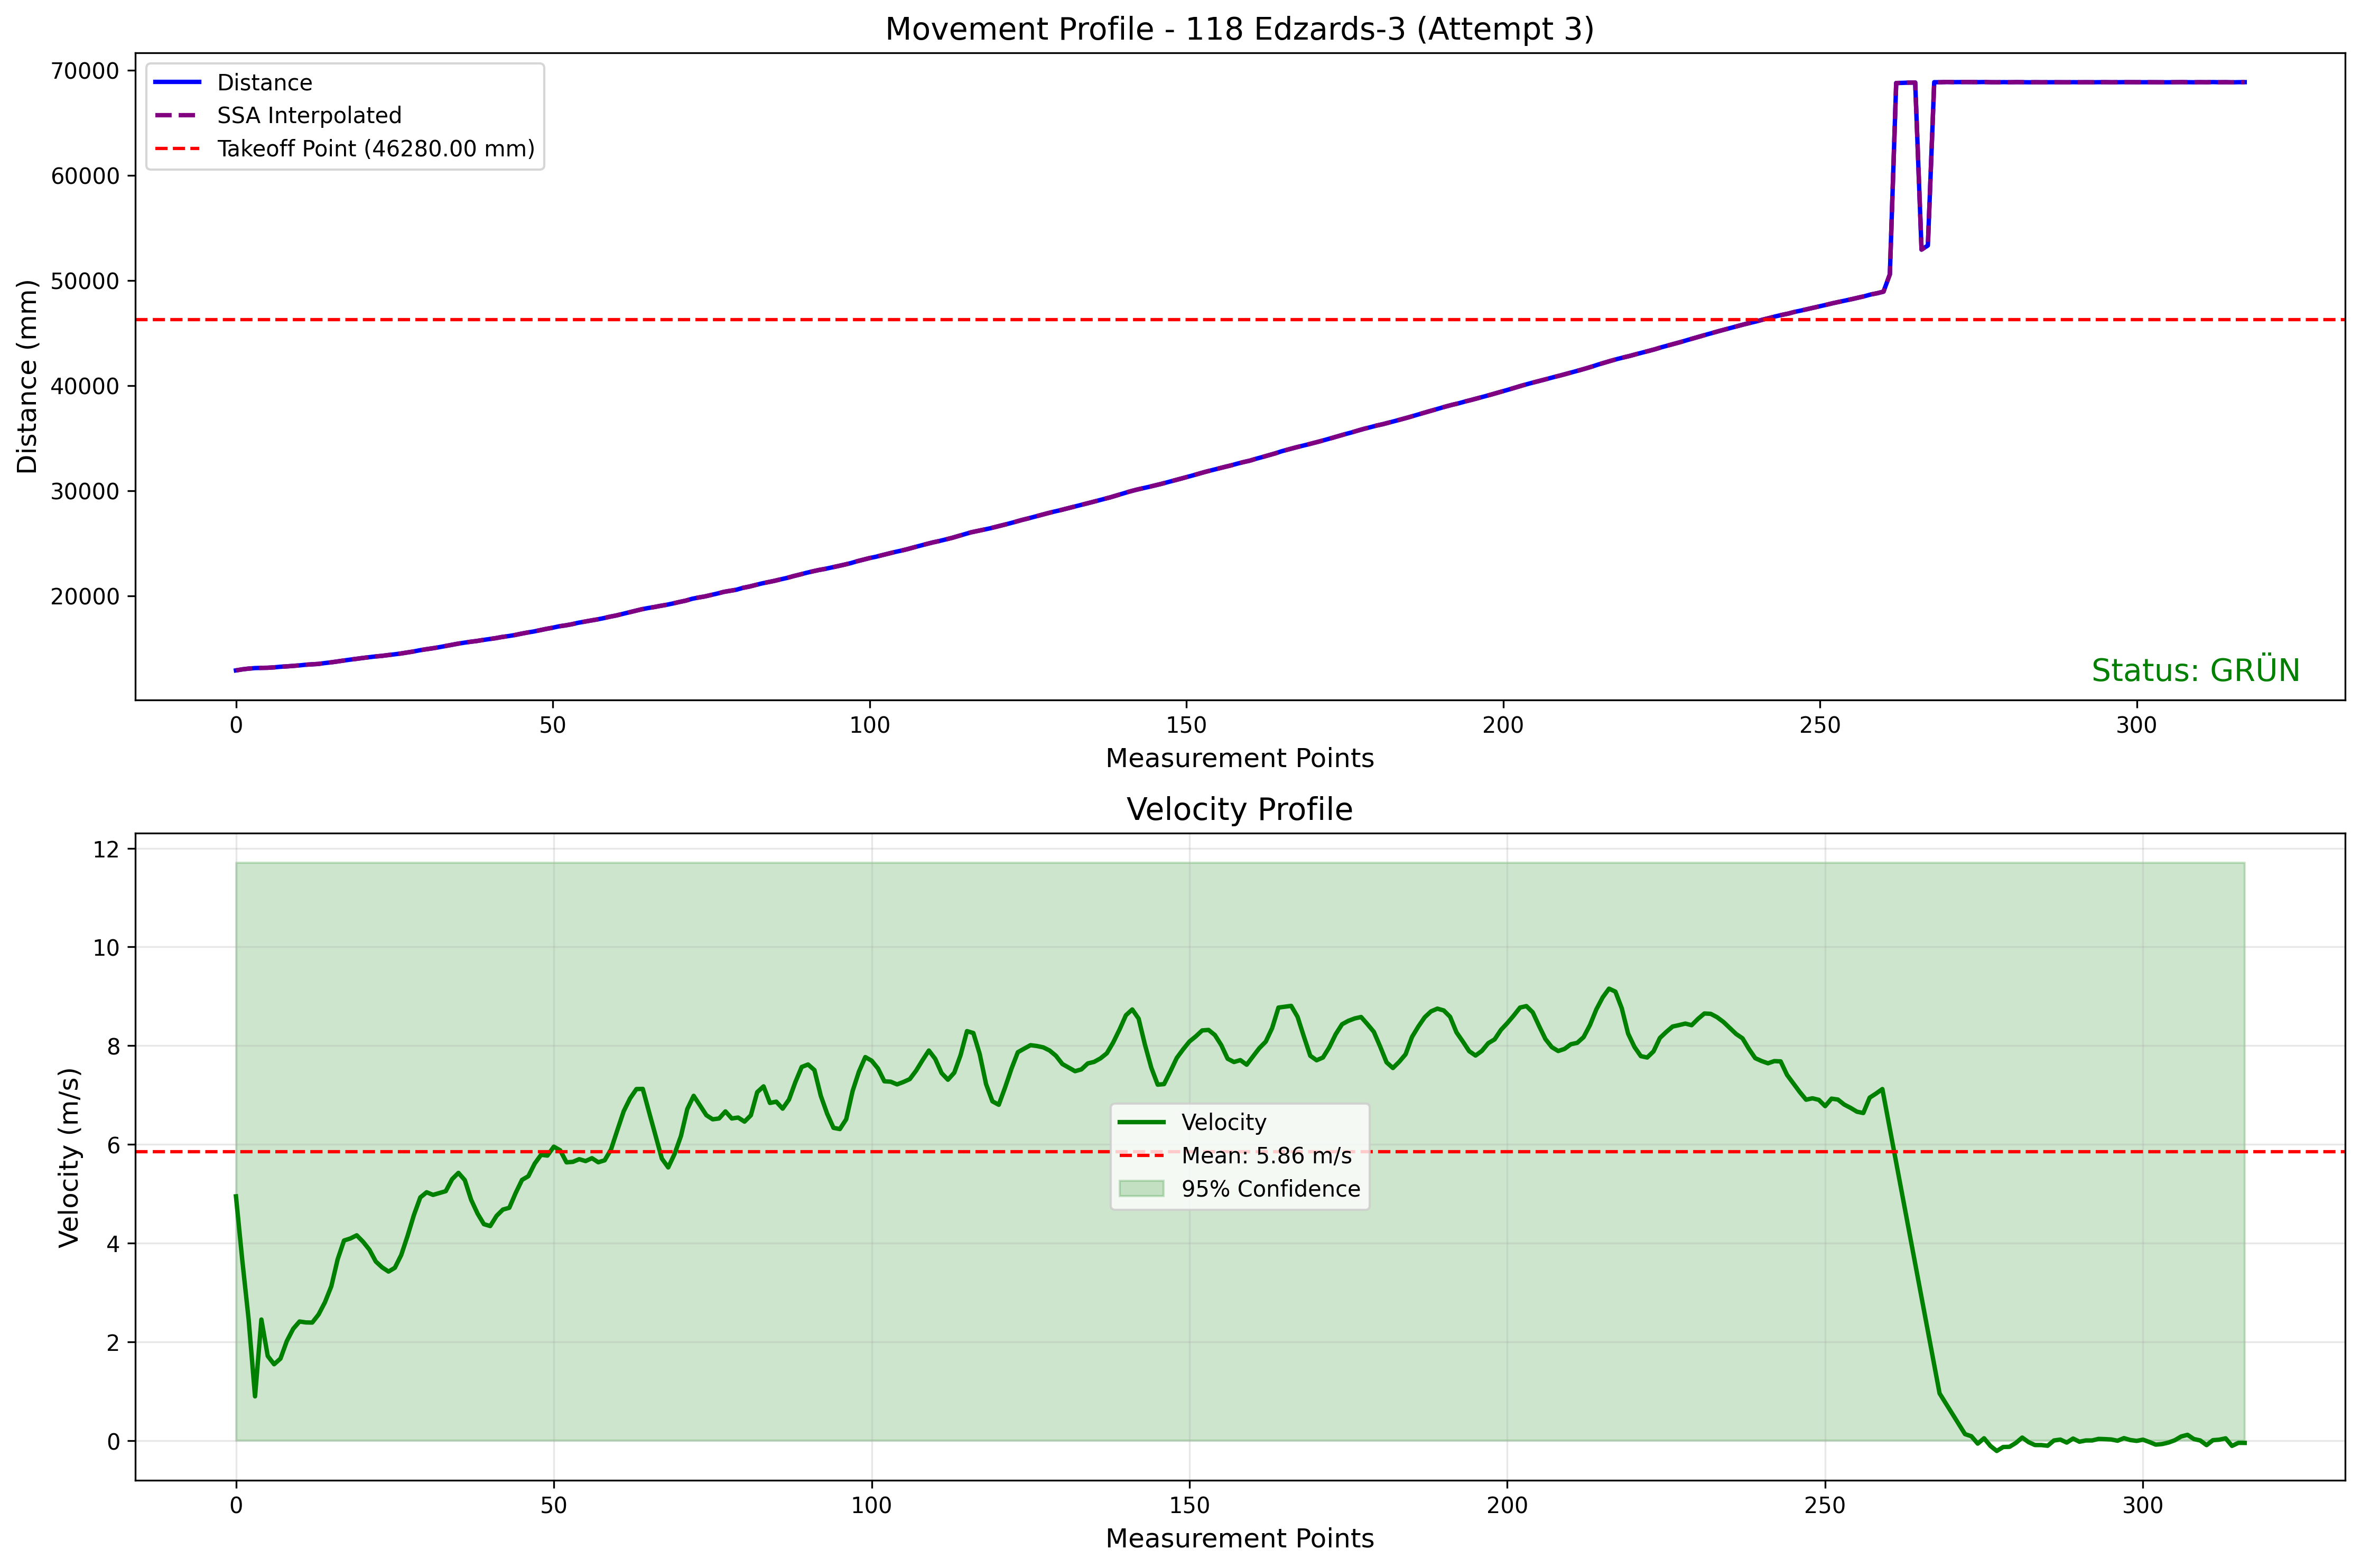 Movement Profile - 118 Edzards-3 (Attempt 3)
Distance
SSA Interpolated
Takeoff Point (46280.00 mm)
Distance (mm)
70000
60000
50000
40000
30000
20000
Status: GRÜN
0 50 100 150 200 250 300
Measurement Points
Velocity Profile
Velocity (m/s)
12
10
8
6
4
2
0
Velocity
Mean: 5.86 m/s
95% Confidence
0 50 100 150 200 250 300
Measurement Points